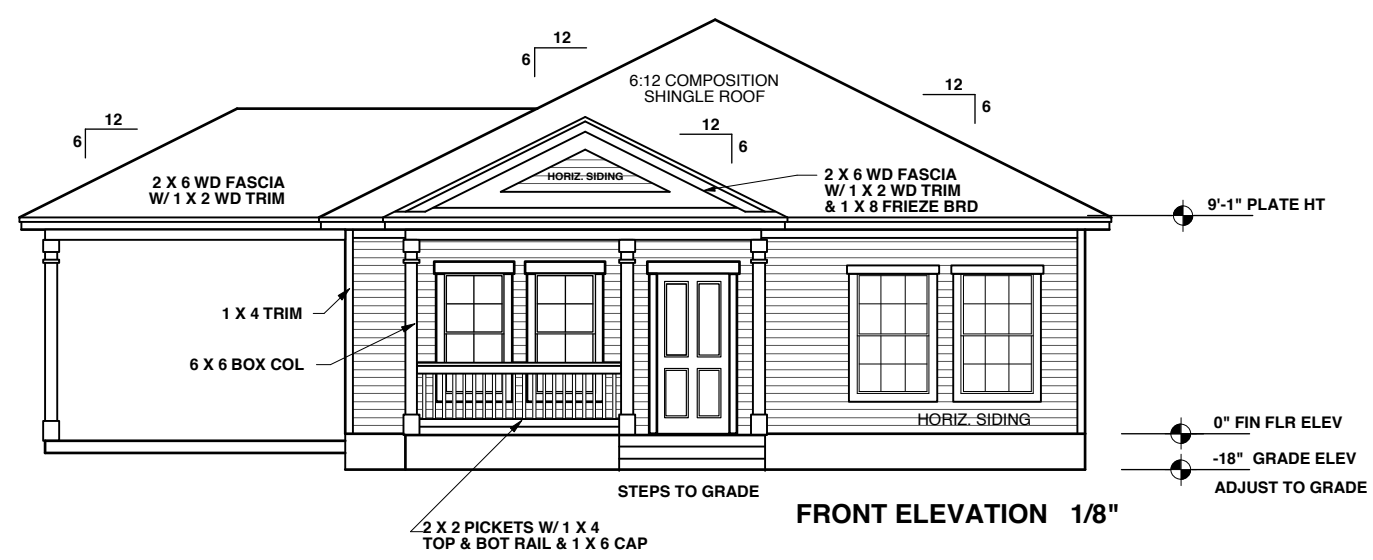 12
6
6:12 COMPOSITION
SHINGLE ROOF
12
6
12
6
12
6
2 X 6 WD FASCIA
W/ 1 X 2 WD TRIM
HORIZ. SIDING
2 X 6 WD FASCIA
W/ 1 X 2 WD TRIM
& 1 X 8 FRIEZE BRD
9'-1" PLATE HT
1 X 4 TRIM
6 X 6 BOX COL
HORIZ. SIDING
0" FIN FLR ELEV
-18" GRADE ELEV
ADJUST TO GRADE
STEPS TO GRADE
FRONT ELEVATION 1/8"
2 X 2 PICKETS W/ 1 X 4
TOP & BOT RAIL & 1 X 6 CAP